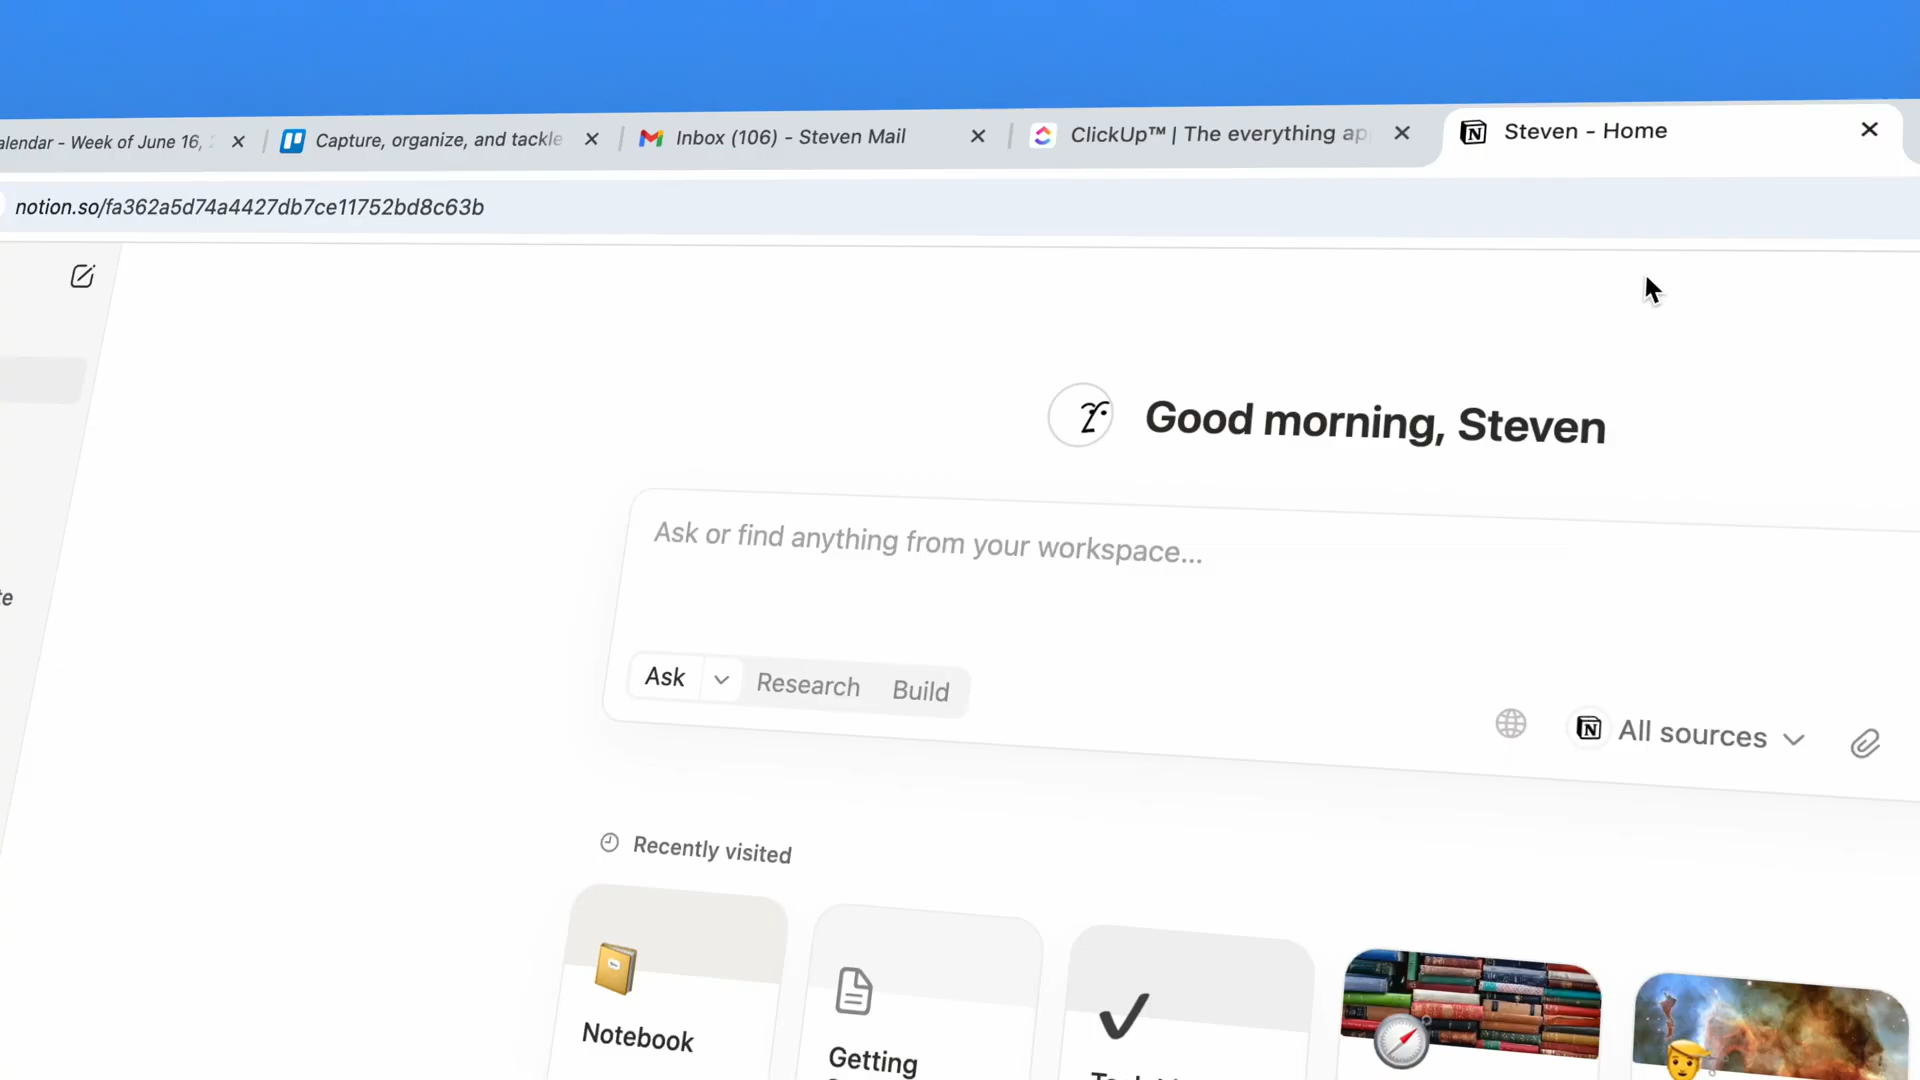 alendar - Week of June 16,
Capture, organize, and tackle
Inbox (106) - Steven Mail
ClickUp™ | The everything ap
Steven - Home
notion.so/fa362a5d74a4427db7ce11752bd8c63b
Good morning, Steven
Ask or find anything from your workspace...
te
Ask
Research
Build
All sources
Recently visited
Notebook
Getting